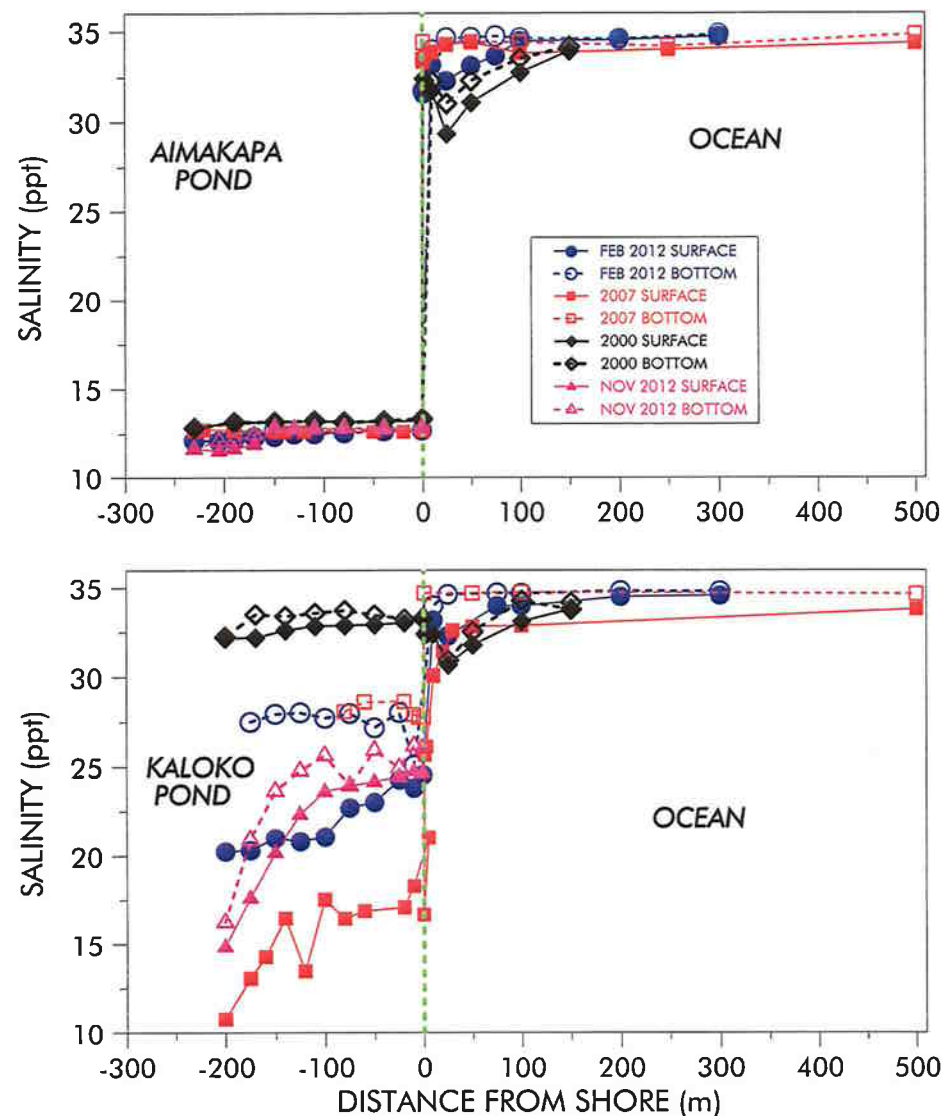 35
30
25
20
15
10
SALINITY (ppt)
AIMAKAPA
POND
OCEAN
FEB 2012 SURFACE
FEB 2012 BOTTOM
2007 SURFACE
2007 BOTTOM
2000 SURFACE
2000 BOTTOM
NOV 2012 SURFACE
NOV 2012 BOTTOM
-300 -200 -100 0 100 200 300 400 500
35
30
25
20
15
10
SALINITY (ppt)
KALOKO
POND
OCEAN
-300 -200 -100 0 100 200 300 400 500
DISTANCE FROM SHORE (m)